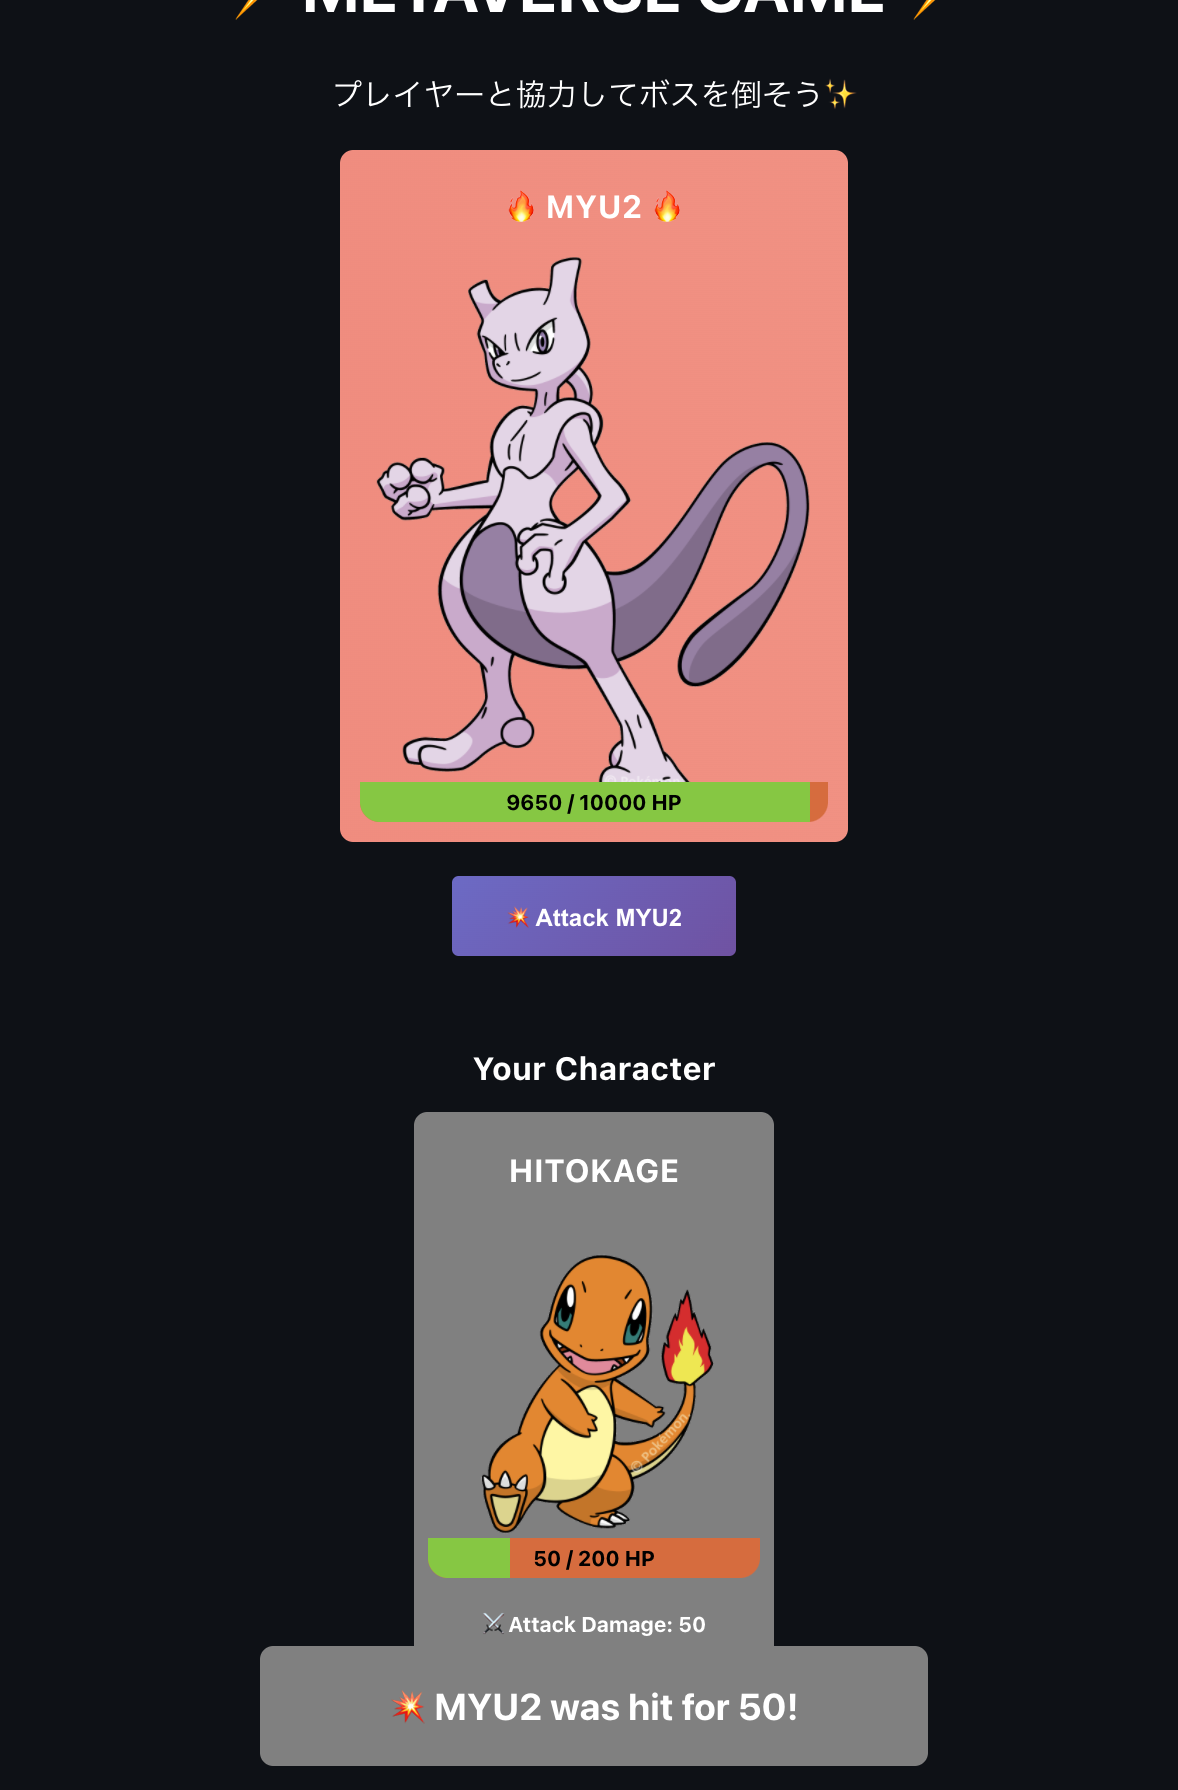 ⚡ METAVERSE GAME ⚡
プレイヤーと協力してボスを倒そう✨
🔥 MYU2 🔥
© Pokémon
9650 / 10000 HP
💥 Attack MYU2
Your Character
HITOKAGE
© Pokémon
50 / 200 HP
⚔ Attack Damage: 50
💥 MYU2 was hit for 50!